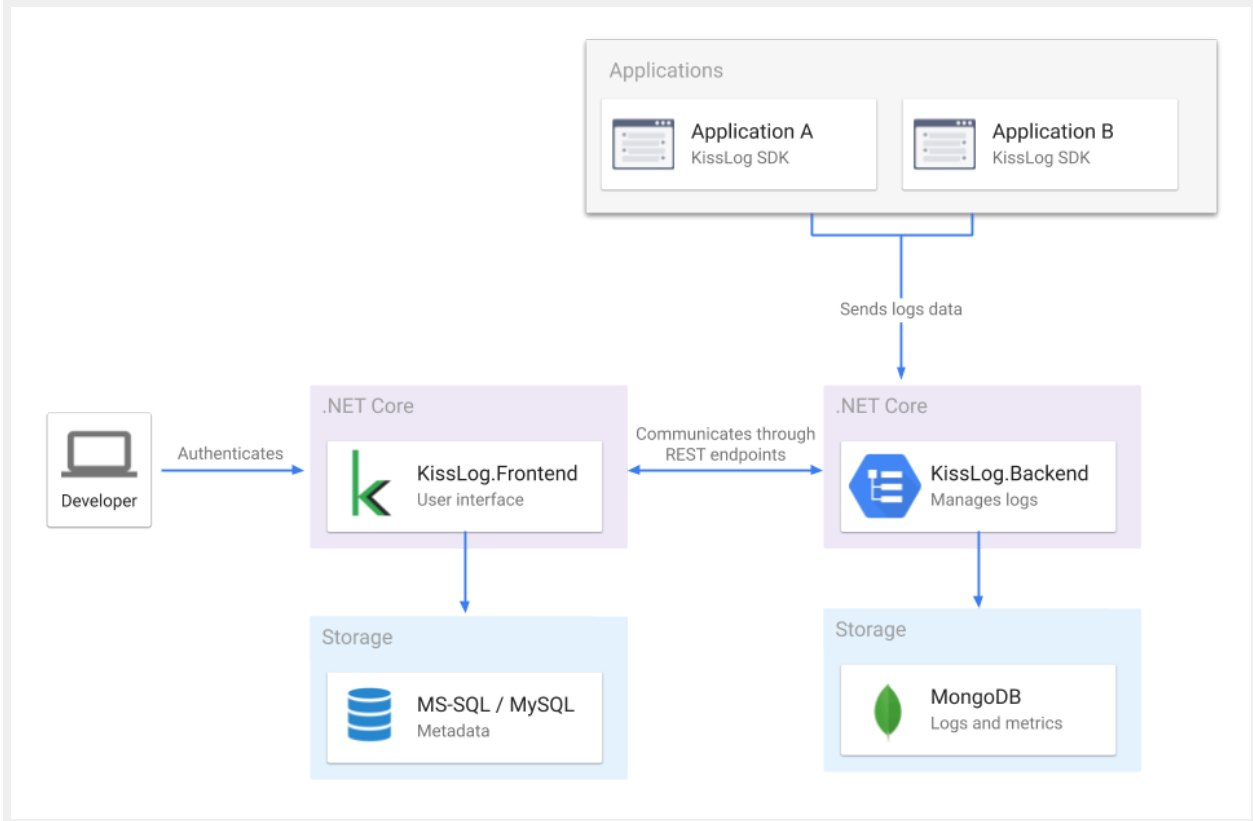 Applications
Application A
KissLog SDK
Application B
KissLog SDK
Sends logs data
.NET Core
.NET Core
Developer
Authenticates
KissLog.Frontend
User interface
Communicates through
REST endpoints
KissLog.Backend
Manages logs
Storage
MS-SQL / MySQL
Metadata
Storage
MongoDB
Logs and metrics